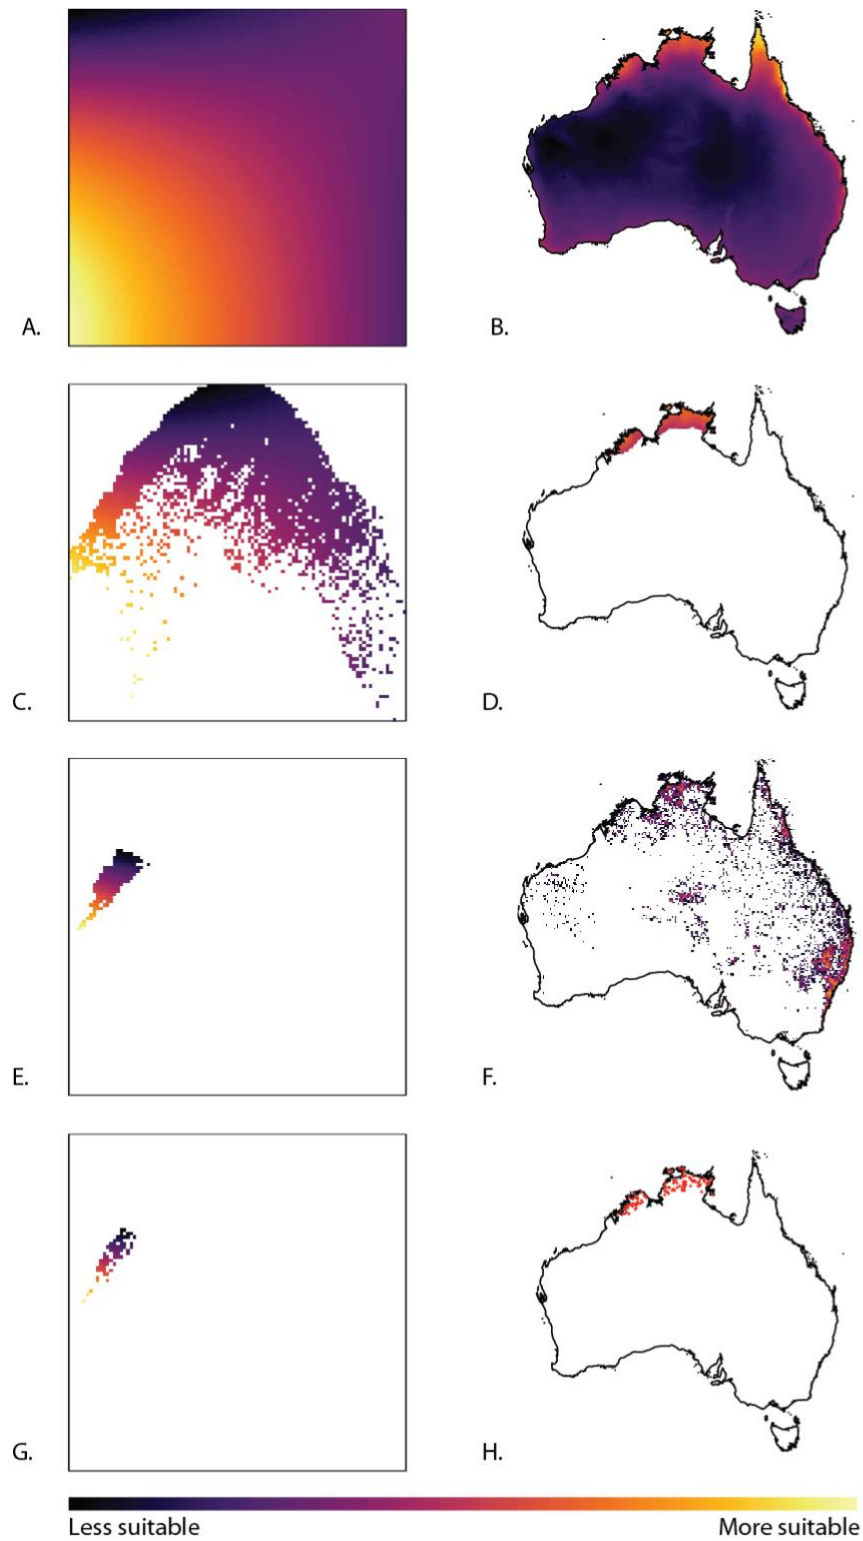 A.
B.
C.
D.
E.
F.
G.
H.
Less suitable
More suitable